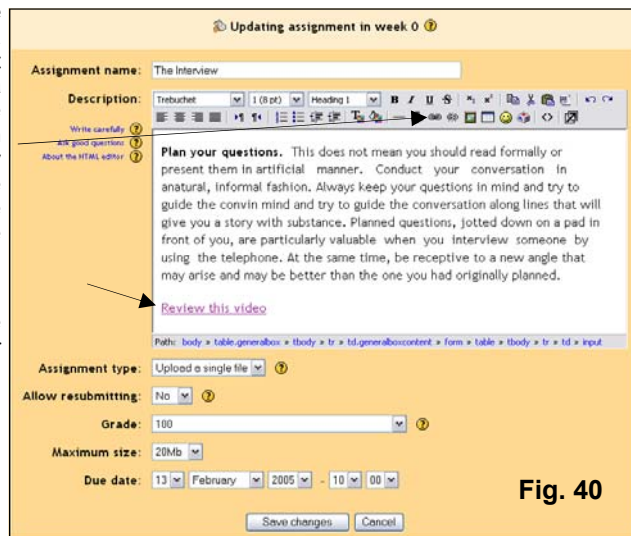 Updating assignment in week 0
Assignment name: The Interview
Description:
Trebuchet 1 (8 pt) Heading 1 B I U S
Write carefully
Ask good questions
About the HTML editor
Plan your questions. This does not mean you should read formally or
present them in artificial manner. Conduct your conversation in
anatural, informal fashion. Always keep your questions in mind and try to
guide the convin mind and try to guide the conversation along lines that will
give you a story with substance. Planned questions, jotted down on a pad in
front of you, are particularly valuable when you interview someone by
using the telephone. At the same time, be receptive to a new angle that
may arise and may be better than the one you had originally planned.
Review this video
Path: body » table.generalbox » tbody » tr » td.generalboxcontent » form » table » tbody » tr » td » input
Assignment type: Upload a single file
Allow resubmitting: No
Grade: 100
Maximum size: 20Mb
Due date: 13 February 2005 - 10 00
Fig. 40
Save changes Cancel